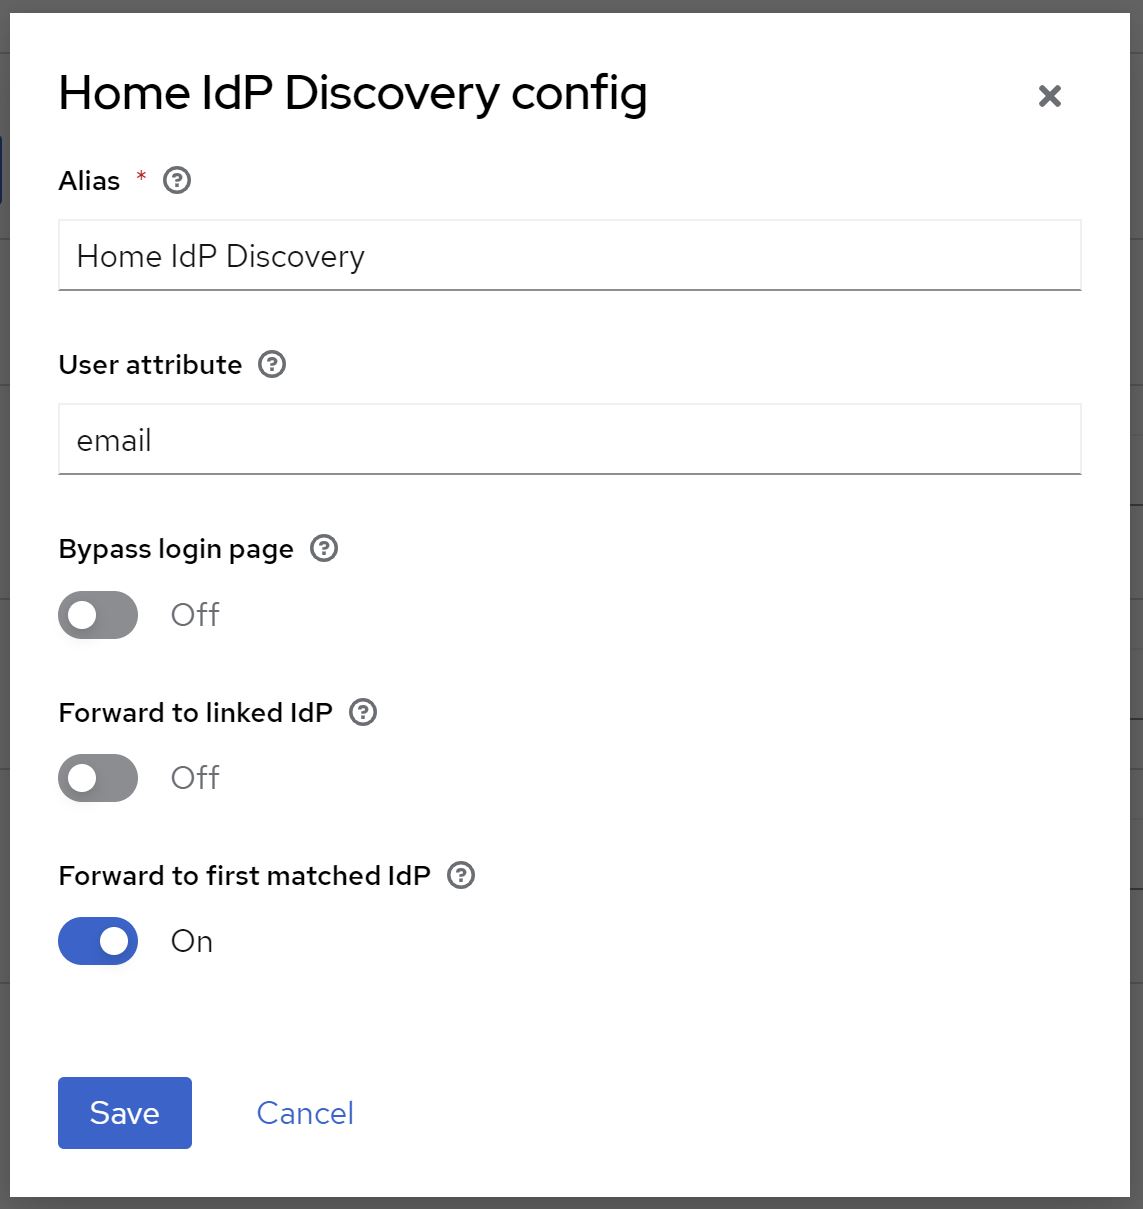 Home IdP Discovery config
Alias *
Home IdP Discovery
User attribute
email
Bypass login page
Off
Forward to linked IdP
Off
Forward to first matched IdP
On
Save Cancel